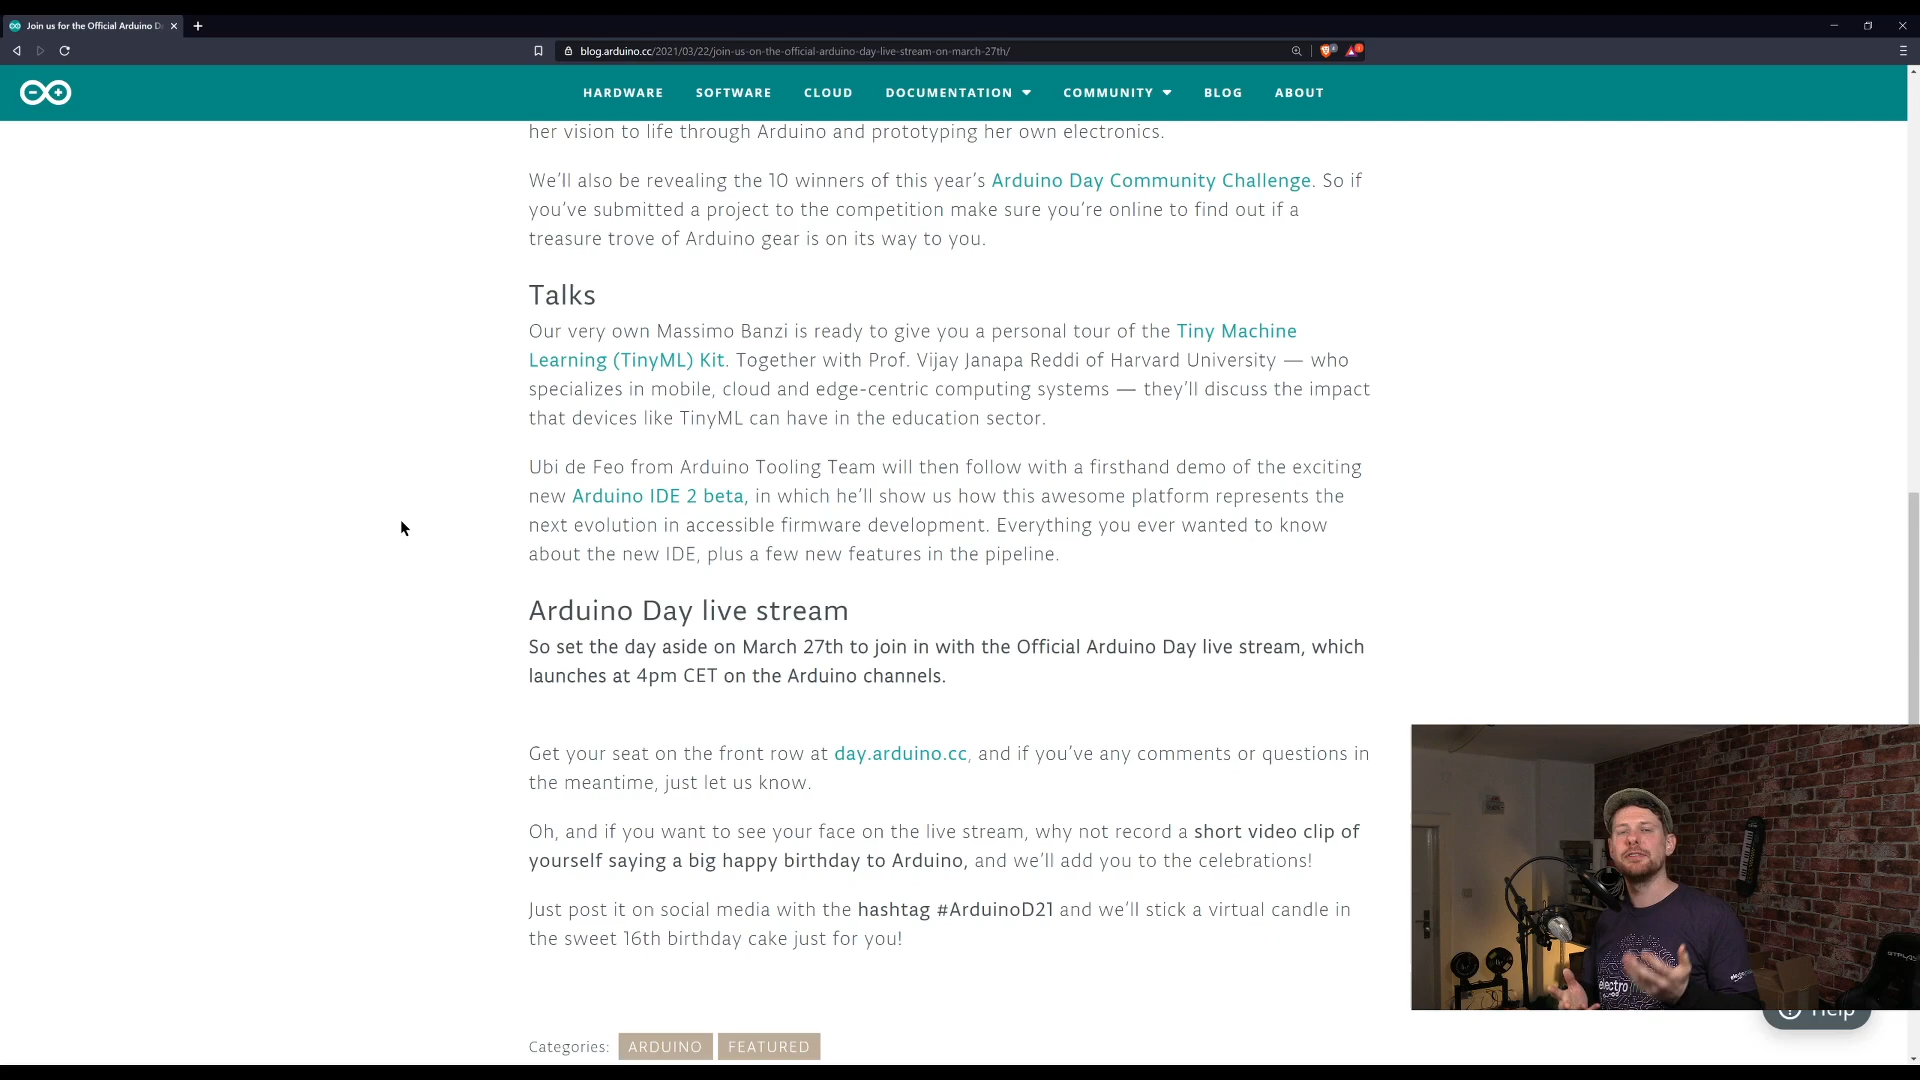 Join us for the Official Arduino D
blog.arduino.cc/2021/03/22/join-us-on-the-official-arduino-day-live-stream-on-march-27th/
HARDWARE SOFTWARE CLOUD DOCUMENTATION COMMUNITY BLOG ABOUT
her vision to life through Arduino and prototyping her own electronics.
We’ll also be revealing the 10 winners of this year’s Arduino Day Community Challenge. So if
you’ve submitted a project to the competition make sure you’re online to find out if a
treasure trove of Arduino gear is on its way to you.
Talks
Our very own Massimo Banzi is ready to give you a personal tour of the Tiny Machine
Learning (TinyML) Kit. Together with Prof. Vijay Janapa Reddi of Harvard University — who
specializes in mobile, cloud and edge-centric computing systems — they’ll discuss the impact
that devices like TinyML can have in the education sector.
Ubi de Feo from Arduino Tooling Team will then follow with a firsthand demo of the exciting
new Arduino IDE 2 beta, in which he’ll show us how this awesome platform represents the
next evolution in accessible firmware development. Everything you ever wanted to know
about the new IDE, plus a few new features in the pipeline.
Arduino Day live stream
So set the day aside on March 27th to join in with the Official Arduino Day live stream, which
launches at 4pm CET on the Arduino channels.
Get your seat on the front row at day.arduino.cc, and if you’ve any comments or questions in
the meantime, just let us know.
Oh, and if you want to see your face on the live stream, why not record a short video clip of
yourself saying a big happy birthday to Arduino, and we’ll add you to the celebrations!
Just post it on social media with the hashtag #ArduinoD21 and we’ll stick a virtual candle in
the sweet 16th birthday cake just for you!
electro
Help
Categories: ARDUINO FEATURED